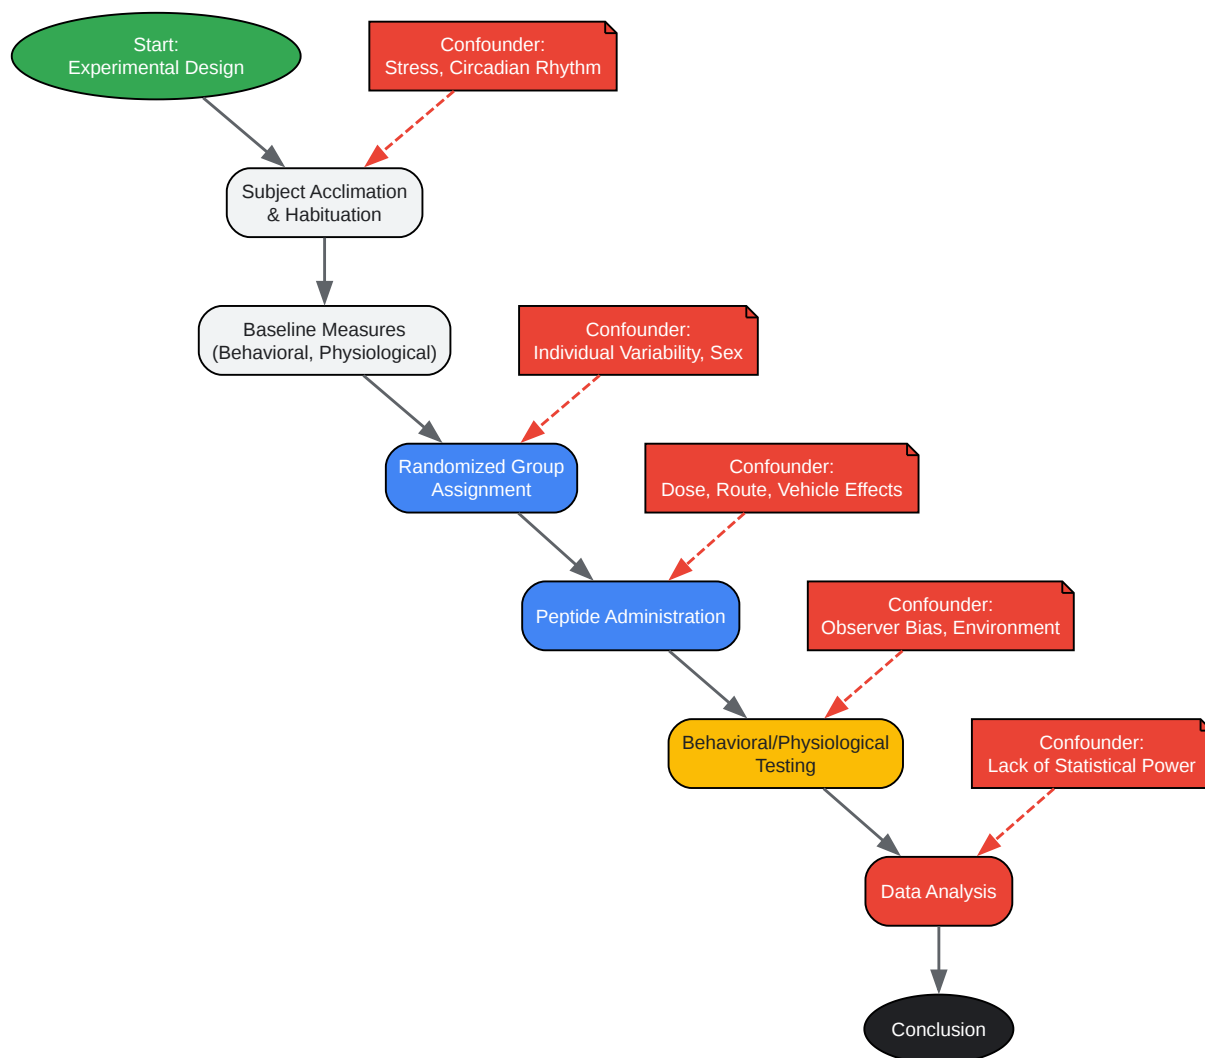 Start:
Experimental Design
Confounder:
Stress, Circadian Rhythm
Subject Acclimation
& Habituation
Baseline Measures
(Behavioral, Physiological)
Confounder:
Individual Variability, Sex
Randomized Group
Assignment
Confounder:
Dose, Route, Vehicle Effects
Peptide Administration
Confounder:
Observer Bias, Environment
Behavioral/Physiological
Testing
Confounder:
Lack of Statistical Power
Data Analysis
Conclusion